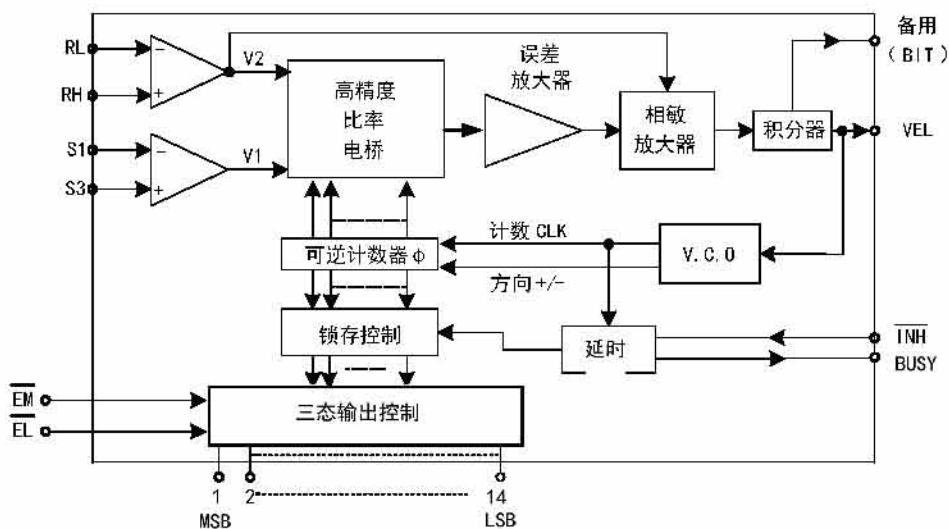 RL
RH
S1
S3
V2
V1
高精度
比率
电桥
误差
放大器
相敏
放大器
积分器
备用
(BIT)
VEL
可逆计数器Φ
计数 CLK
方向+/-
V.C.O
锁存控制
延时
INH
BUSY
EM
EL
三态输出控制
1 2 14
MSB LSB